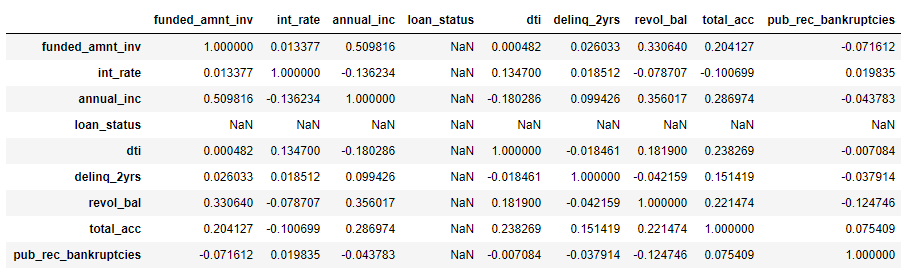 funded_amnt_inv int_rate annual_inc loan_status dti delinq_2yrs revol_bal total_acc pub_rec_bankruptcies
funded_amnt_inv 1.000000 0.013377 0.509816 NaN 0.000482 0.026033 0.330640 0.204127 -0.071612
int_rate 0.013377 1.000000 -0.136234 NaN 0.134700 0.018512 -0.078707 -0.100699 0.019835
annual_inc 0.509816 -0.136234 1.000000 NaN -0.180286 0.099426 0.356017 0.286974 -0.043783
loan_status NaN NaN NaN NaN NaN NaN NaN NaN NaN
dti 0.000482 0.134700 -0.180286 NaN 1.000000 -0.018461 0.181900 0.238269 -0.007084
delinq_2yrs 0.026033 0.018512 0.099426 NaN -0.018461 1.000000 -0.042159 0.151419 -0.037914
revol_bal 0.330640 -0.078707 0.356017 NaN 0.181900 -0.042159 1.000000 0.221474 -0.124746
total_acc 0.204127 -0.100699 0.286974 NaN 0.238269 0.151419 0.221474 1.000000 0.075409
pub_rec_bankruptcies -0.071612 0.019835 -0.043783 NaN -0.007084 -0.037914 -0.124746 0.075409 1.000000